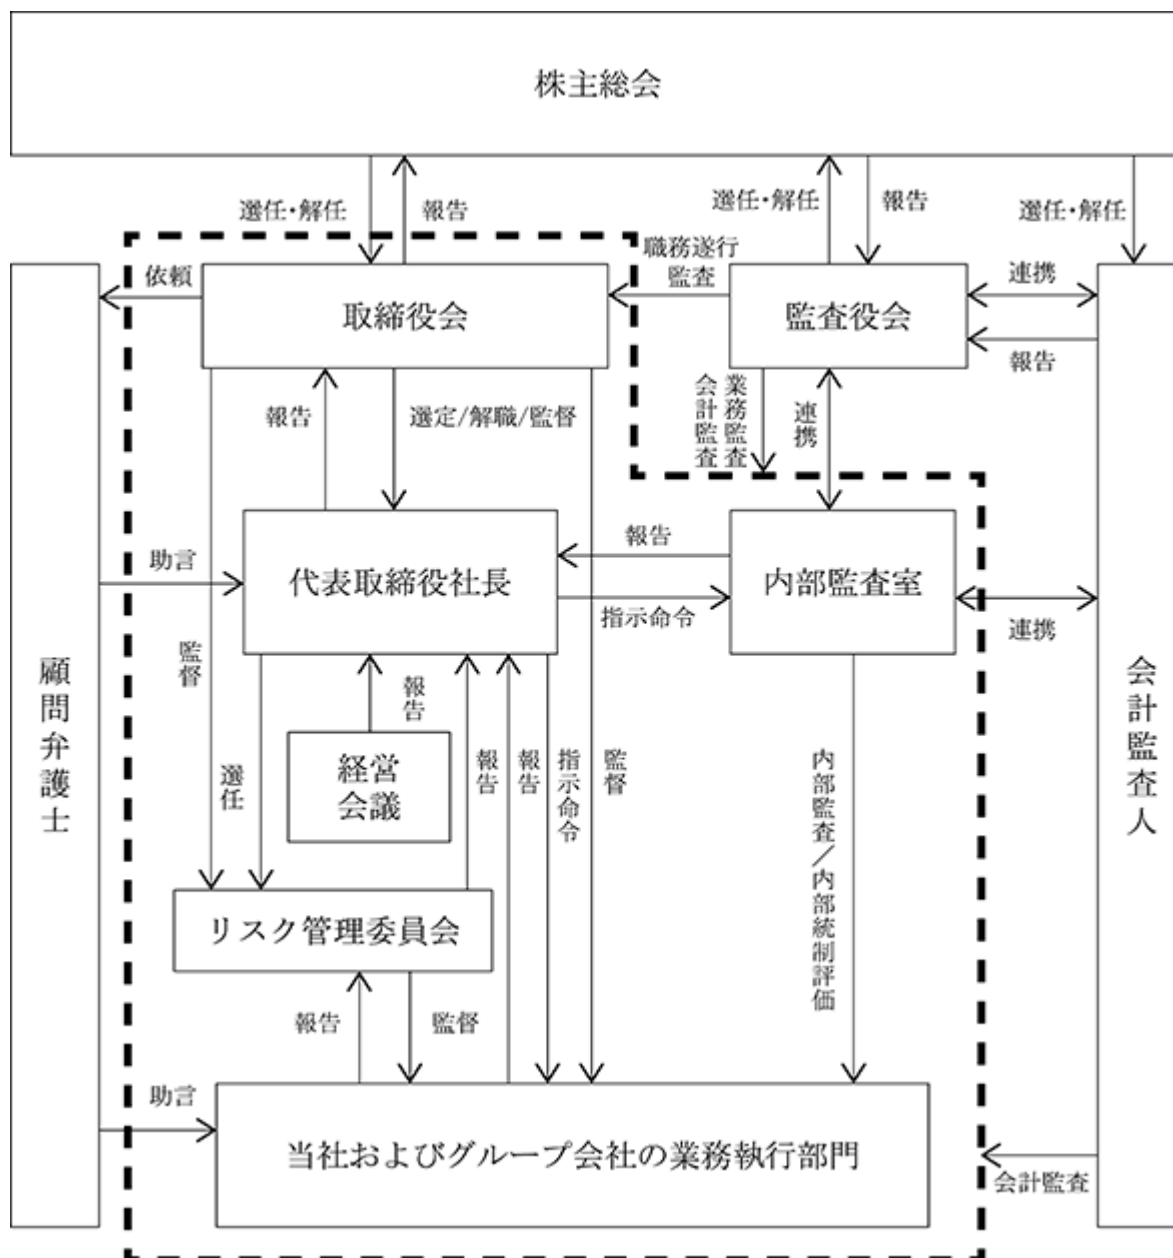 株主総会
選任・解任
報告
選任・解任
報告
選任・解任
依頼
取締役会
職務遂行
監査
監査役会
連携
報告
報告
選定/解職/監督
業務監査
会計監査
連携
助言
代表取締役社長
報告
指示命令
内部監査室
連携
顧問弁護士
会計監査人
監督
選任
報告
経営
会議
報告
報告
指示命令
監督
内部監査/内部統制評価
リスク管理委員会
報告
監督
助言
当社およびグループ会社の業務執行部門
会計監査